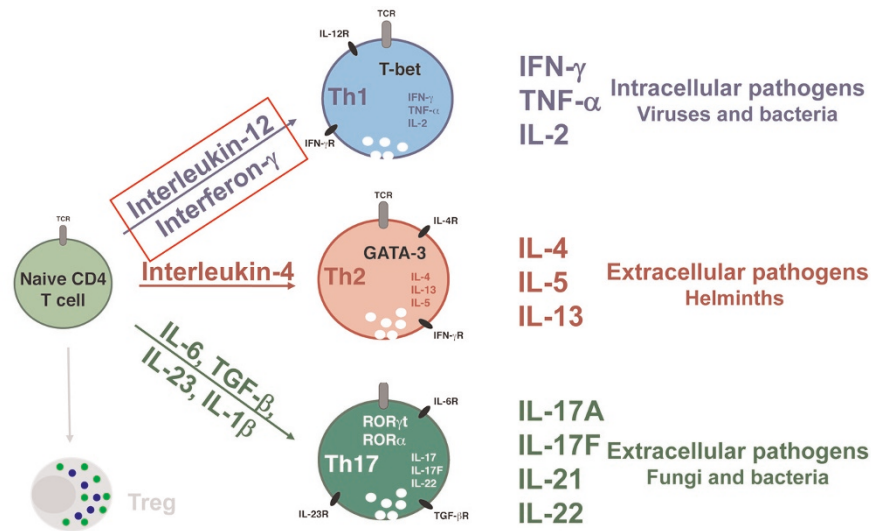 TCR
IL-12R
T-bet
Th1
IFN-γ
TNF-α
IL-2
IFN-γR
IFN-γ
TNF-α
IL-2
Intracellular pathogens
Viruses and bacteria
Interleukin-12
Interferon-γ
TCR
Naive CD4
T cell
Interleukin-4
TCR
IL-4R
GATA-3
Th2
IL-4
IL-13
IL-5
IFN-γR
IL-4
IL-5
IL-13
Extracellular pathogens
Helminths
IL-6, TGF-β,
IL-23, IL-1β
TCR
IL-6R
RORγt
RORα
Th17
IL-17
IL-17F
IL-22
IL-23R
TGF-βR
IL-17A
IL-17F
IL-21
IL-22
Extracellular pathogens
Fungi and bacteria
Treg